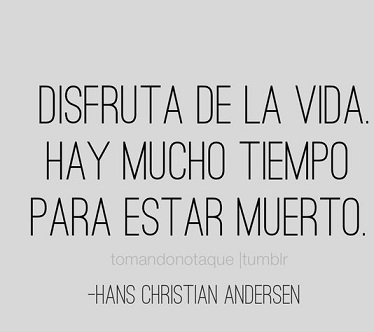 DISFRUTA DE LA VIDA.
HAY MUCHO TIEMPO
PARA ESTAR MUERTO.
tomandonotaque |tumblr
-HANS CHRISTIAN ANDERSEN